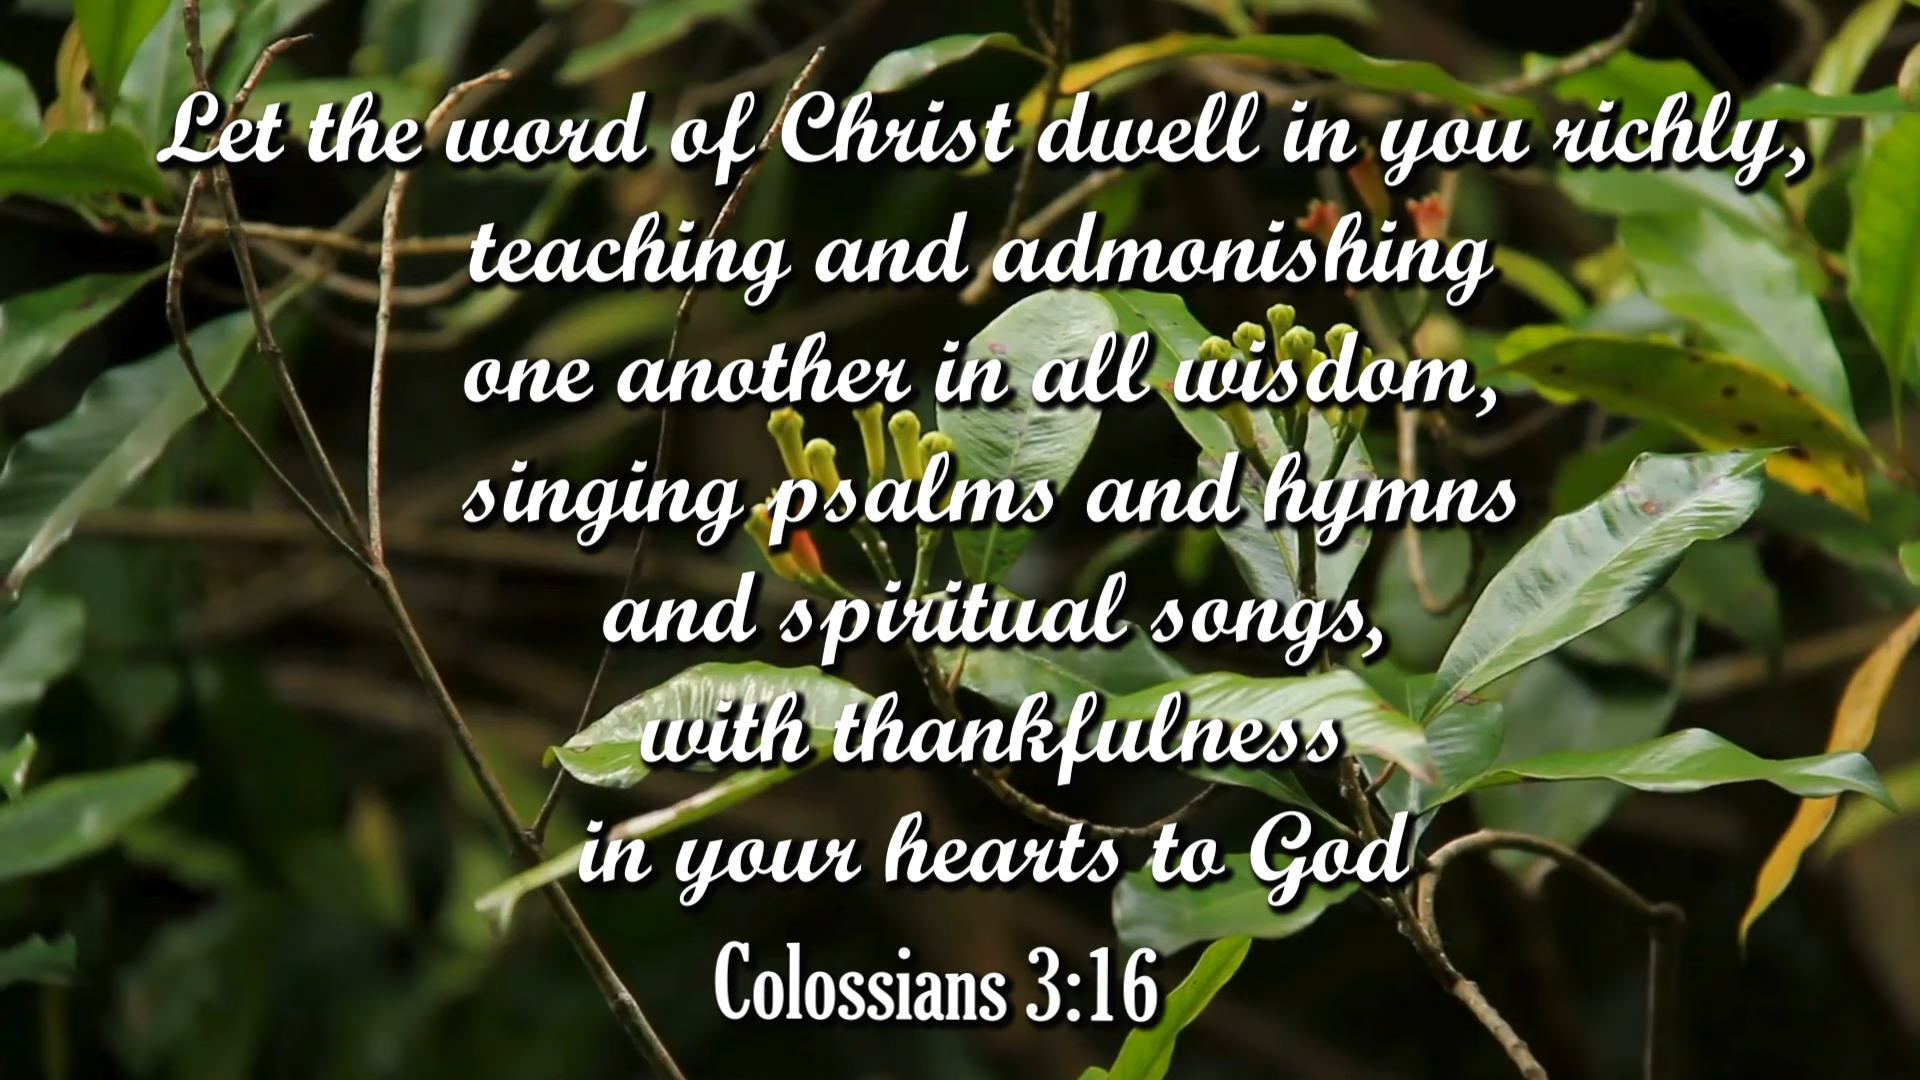 Let the word of Christ dwell in you richly,
teaching and admonishing
one another in all wisdom,
singing psalms and hymns
and spiritual songs,
with thankfulness
in your hearts to God
Colossians 3:16